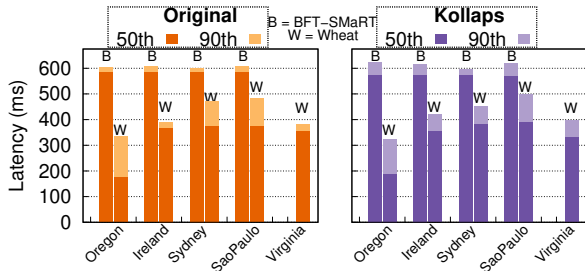 Original
50th 90th
B = BFT−SMaRT
W = Wheat
Kollaps
50th 90th
Latency (ms)
600
500
400
300
200
100
0
B B B B
W W W W W
Oregon
Ireland
Sydney
SaoPaulo
Virginia
B B B B
W W W W W
Oregon
Ireland
Sydney
SaoPaulo
Virginia